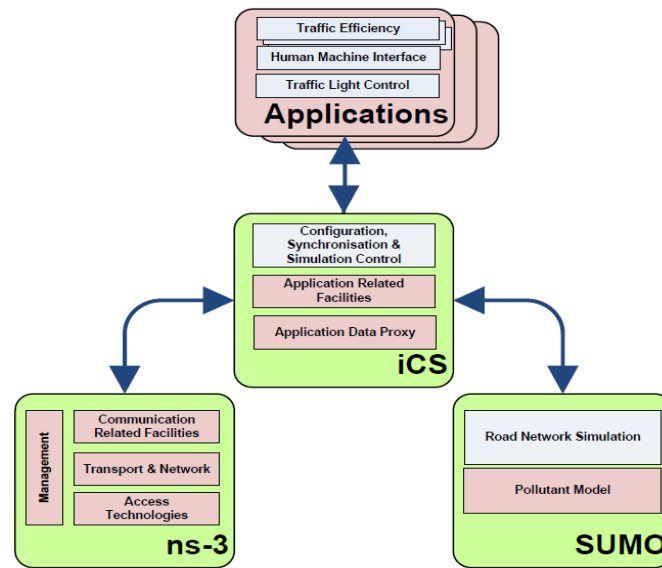 Traffic Efficiency
Human Machine Interface
Traffic Light Control
Applications
Configuration,
Synchronisation &
Simulation Control
Application Related
Facilities
Application Data Proxy
iCS
Management
Communication
Related Facilities
Transport & Network
Access
Technologies
ns-3
Road Network Simulation
Pollutant Model
SUMO